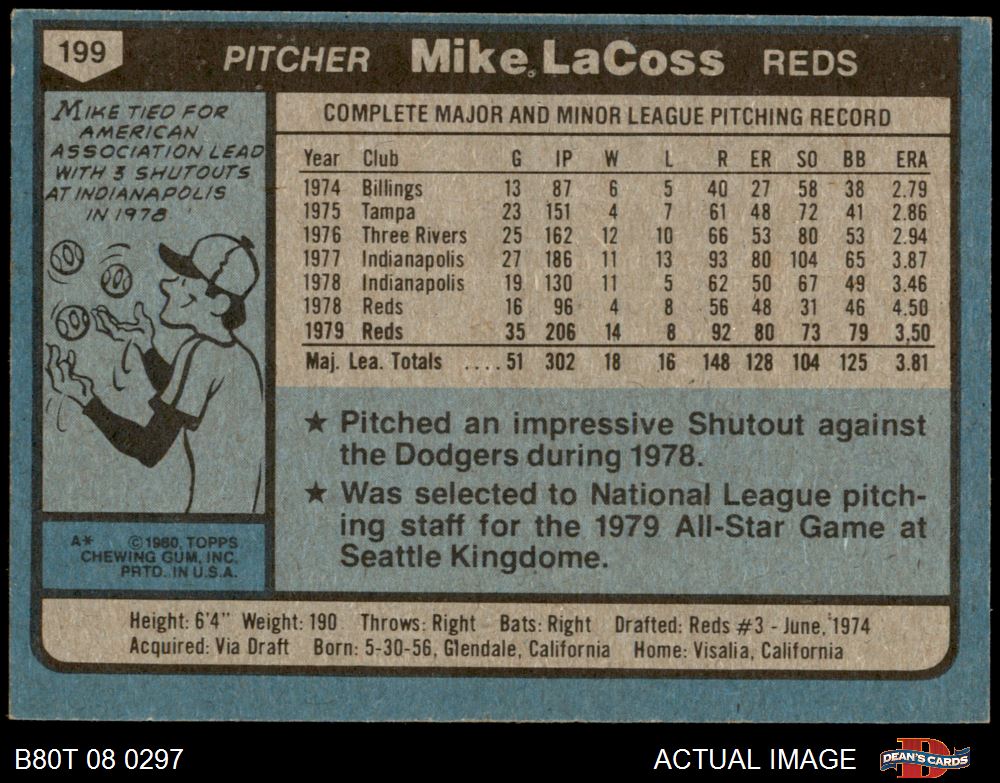 199 PITCHER Mike LaCoss REDS
MIKE TIED FOR
AMERICAN
ASSOCIATION LEAD
WITH 3 SHUTOUTS
AT INDIANAPOLIS
IN 1978
COMPLETE MAJOR AND MINOR LEAGUE PITCHING RECORD
Year Club G IP W L R ER SO BB ERA
1974 Billings 13 87 6 5 40 27 58 38 2.79
1975 Tampa 23 151 4 7 61 48 72 41 2.86
1976 Three Rivers 25 162 12 10 66 53 80 53 2.94
1977 Indianapolis 27 186 11 13 93 80 104 65 3.87
1978 Indianapolis 19 130 11 5 62 50 67 49 3.46
1978 Reds 16 96 4 8 56 48 31 46 4.50
1979 Reds 35 206 14 8 92 80 73 79 3.50
Maj. Lea. Totals .... 51 302 18 16 148 128 104 125 3.81
★ Pitched an impressive Shutout against
the Dodgers during 1978.
★ Was selected to National League pitch-
ing staff for the 1979 All-Star Game at
Seattle Kingdome.
A* ©1980, TOPPS
CHEWING GUM, INC.
PRTD. IN U.S.A.
Height: 6'4" Weight: 190 Throws: Right Bats: Right Drafted: Reds #3 - June, 1974
Acquired: Via Draft Born: 5-30-56, Glendale, California Home: Visalia, California
B80T 08 0297 ACTUAL IMAGE DEAN'S CARDS